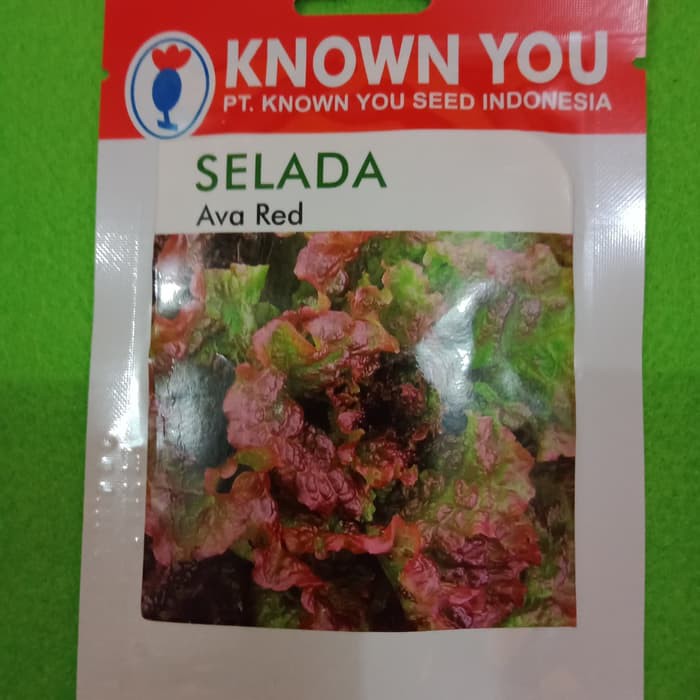 KNOWN YOU
PT. KNOWN YOU SEED INDONESIA
SELADA
Ava Red